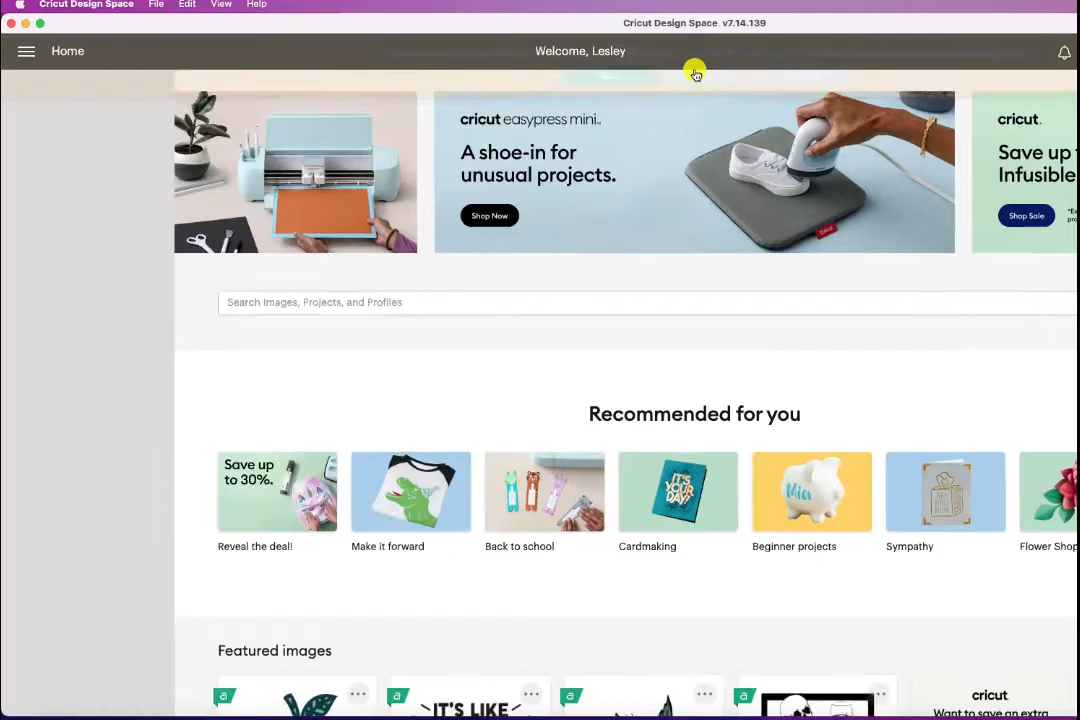 Cricut Design Space File Edit View Help
Cricut Design Space v7.14.139
Home
Welcome, Lesley
cricut easypress mini..
A shoe-in for
unusual projects.
Shop Now
cricut
cricut.
Save up
Infusible
Shop Sale
Search Images, Projects, and Profiles
Recommended for you
Save up
to 30%.
IT'S
YOUR
DAY!
Mia
Reveal the deal!
Make it forward
Back to school
Cardmaking
Beginner projects
Sympathy
Flower Shop
Featured images
a
a
IT'S LIKE
a
a
cricut
Want to save an extra